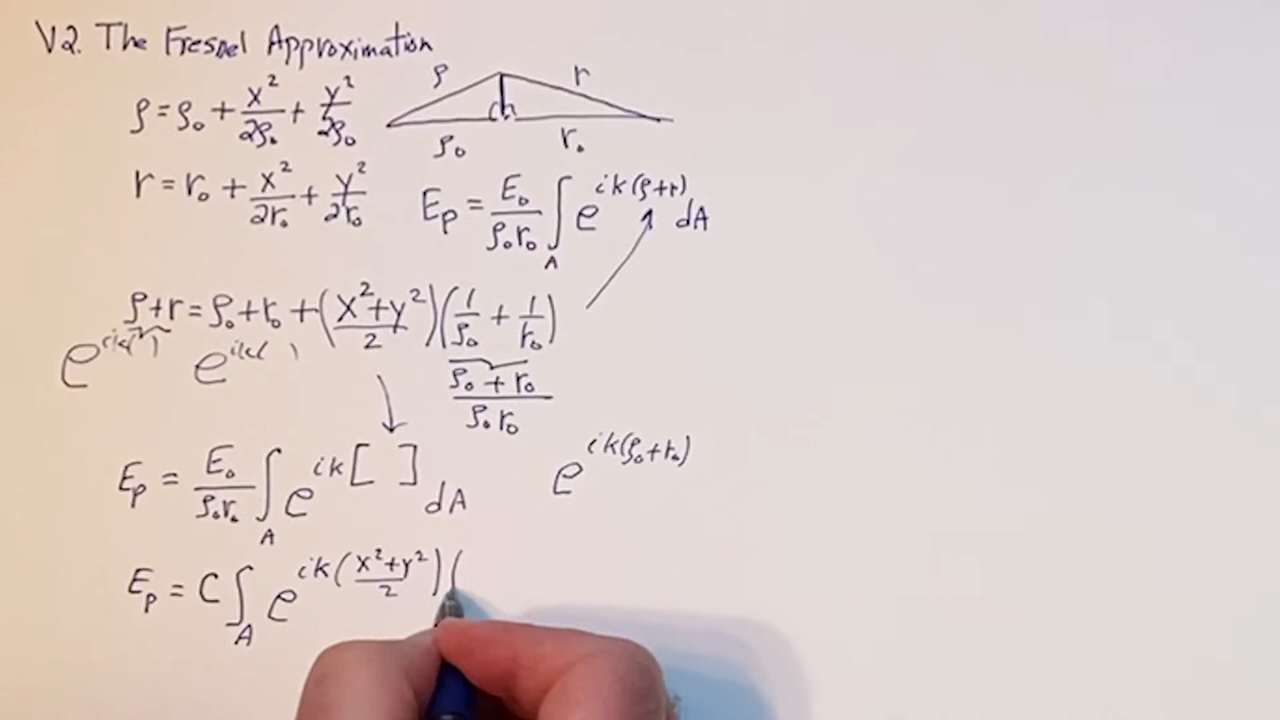 V2. The Fresnel Approximation
ρ = ρ₀ + x²/2ρ₀ + y²/2ρ₀
ρ r
ρ₀ r₀
r = r₀ + x²/2r₀ + y²/2r₀
E_p = E₀/ρ₀r₀ ∫_A e^{ik(ρ+r)} dA
ρ+r = ρ₀+r₀ + (x²+y²/2)(1/ρ₀ + 1/r₀)
ρ₀ + r₀/ρ₀r₀
E_p = E₀/ρ₀r₀ ∫_A e^{ik[ ]} dA
e^{ik(ρ₀+r₀)}
E_p = C ∫_A e^{ik(x²+y²/2)(}